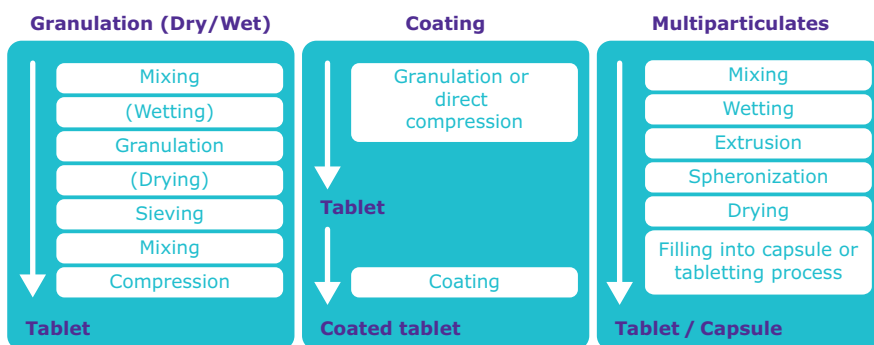 Granulation (Dry/Wet)
Mixing
(Wetting)
Granulation
(Drying)
Sieving
Mixing
Compression
Tablet
Coating
Granulation or
direct
compression
Tablet
Coating
Coated tablet
Multiparticulates
Mixing
Wetting
Extrusion
Spheronization
Drying
Filling into capsule or
tabletting process
Tablet / Capsule